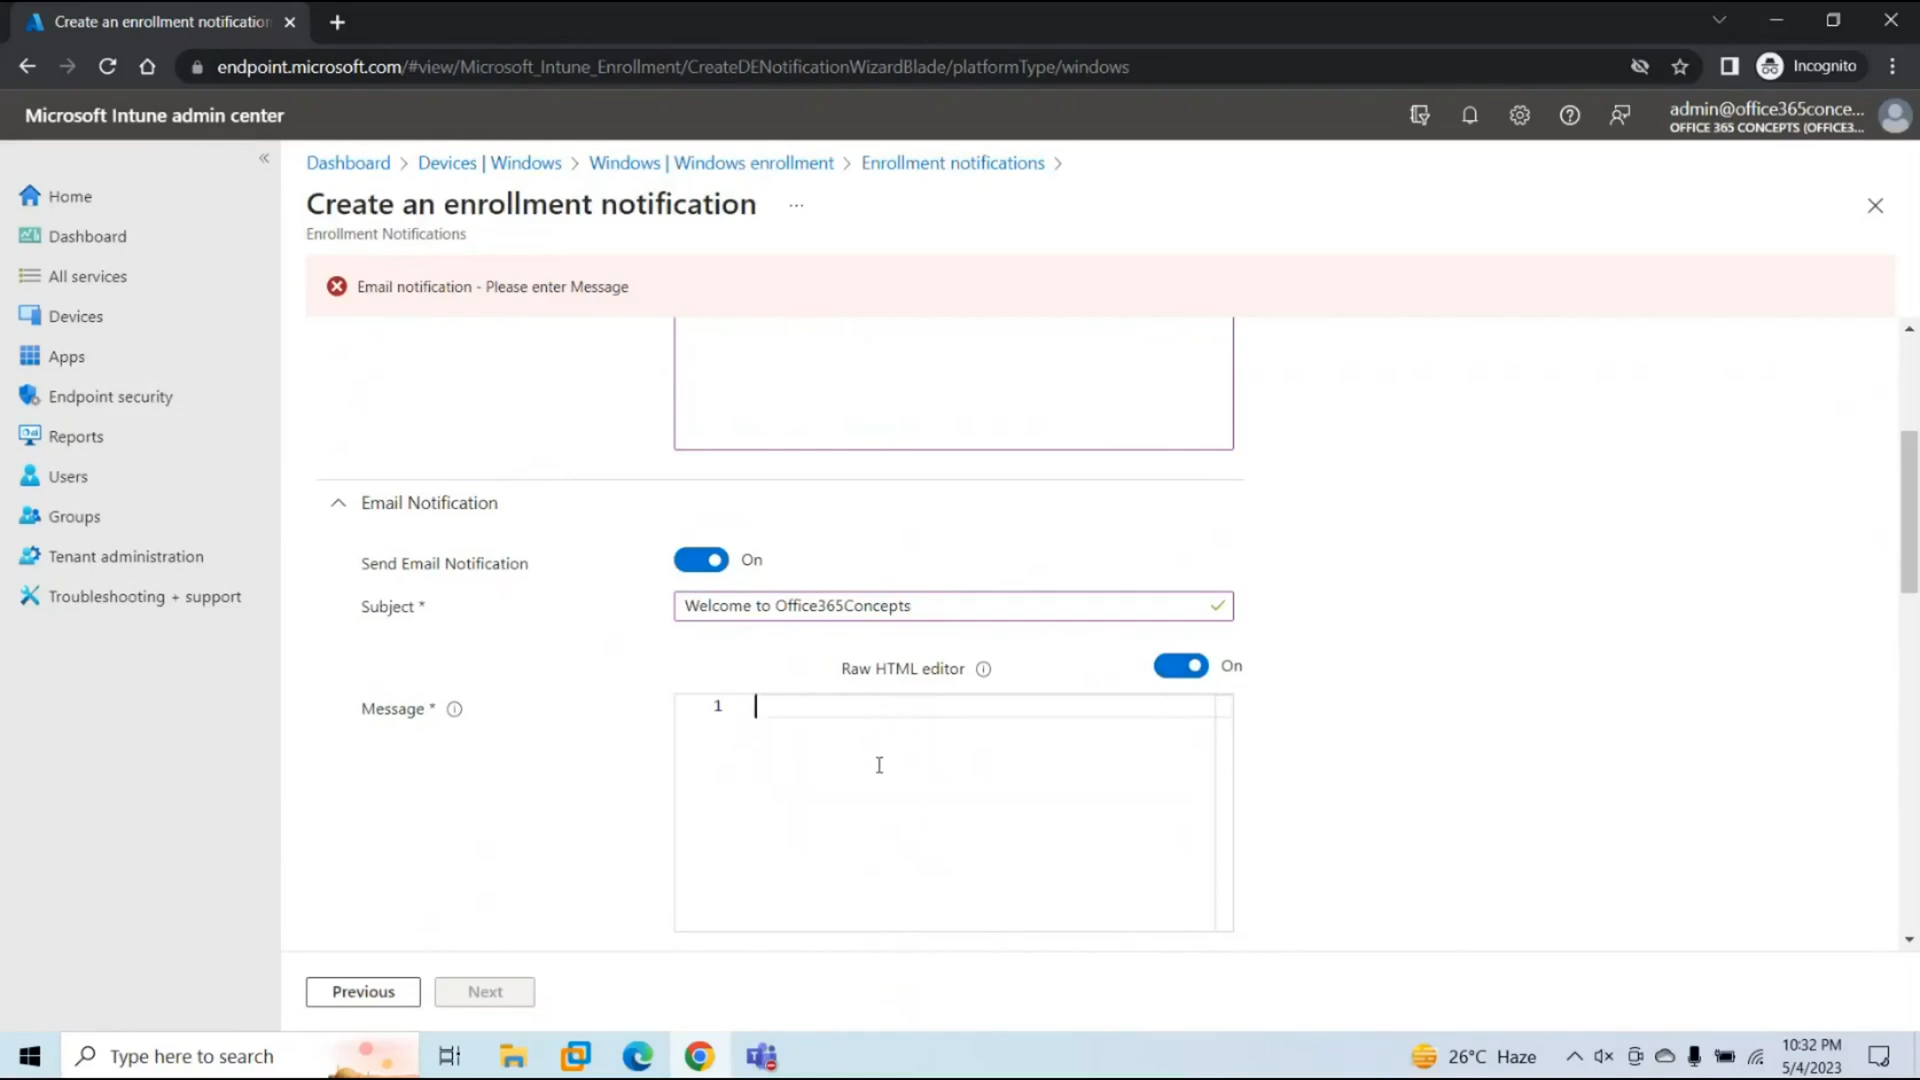 Create an enrollment notification
endpoint.microsoft.com/#view/Microsoft_Intune_Enrollment/CreateDENotificationWizardBlade/platformType/windows
Incognito
Microsoft Intune admin center
admin@office365conce...
OFFICE 365 CONCEPTS (OFFICE3...
Dashboard > Devices | Windows > Windows | Windows enrollment > Enrollment notifications >
Create an enrollment notification ...
Enrollment Notifications
Home
Dashboard
All services
Devices
Apps
Endpoint security
Reports
Users
Groups
Tenant administration
Troubleshooting + support
Email notification - Please enter Message
Email Notification
Send Email Notification On
Subject * Welcome to Office365Concepts
Raw HTML editor On
Message * 1
Previous Next
Type here to search
26°C Haze
10:32 PM
5/4/2023